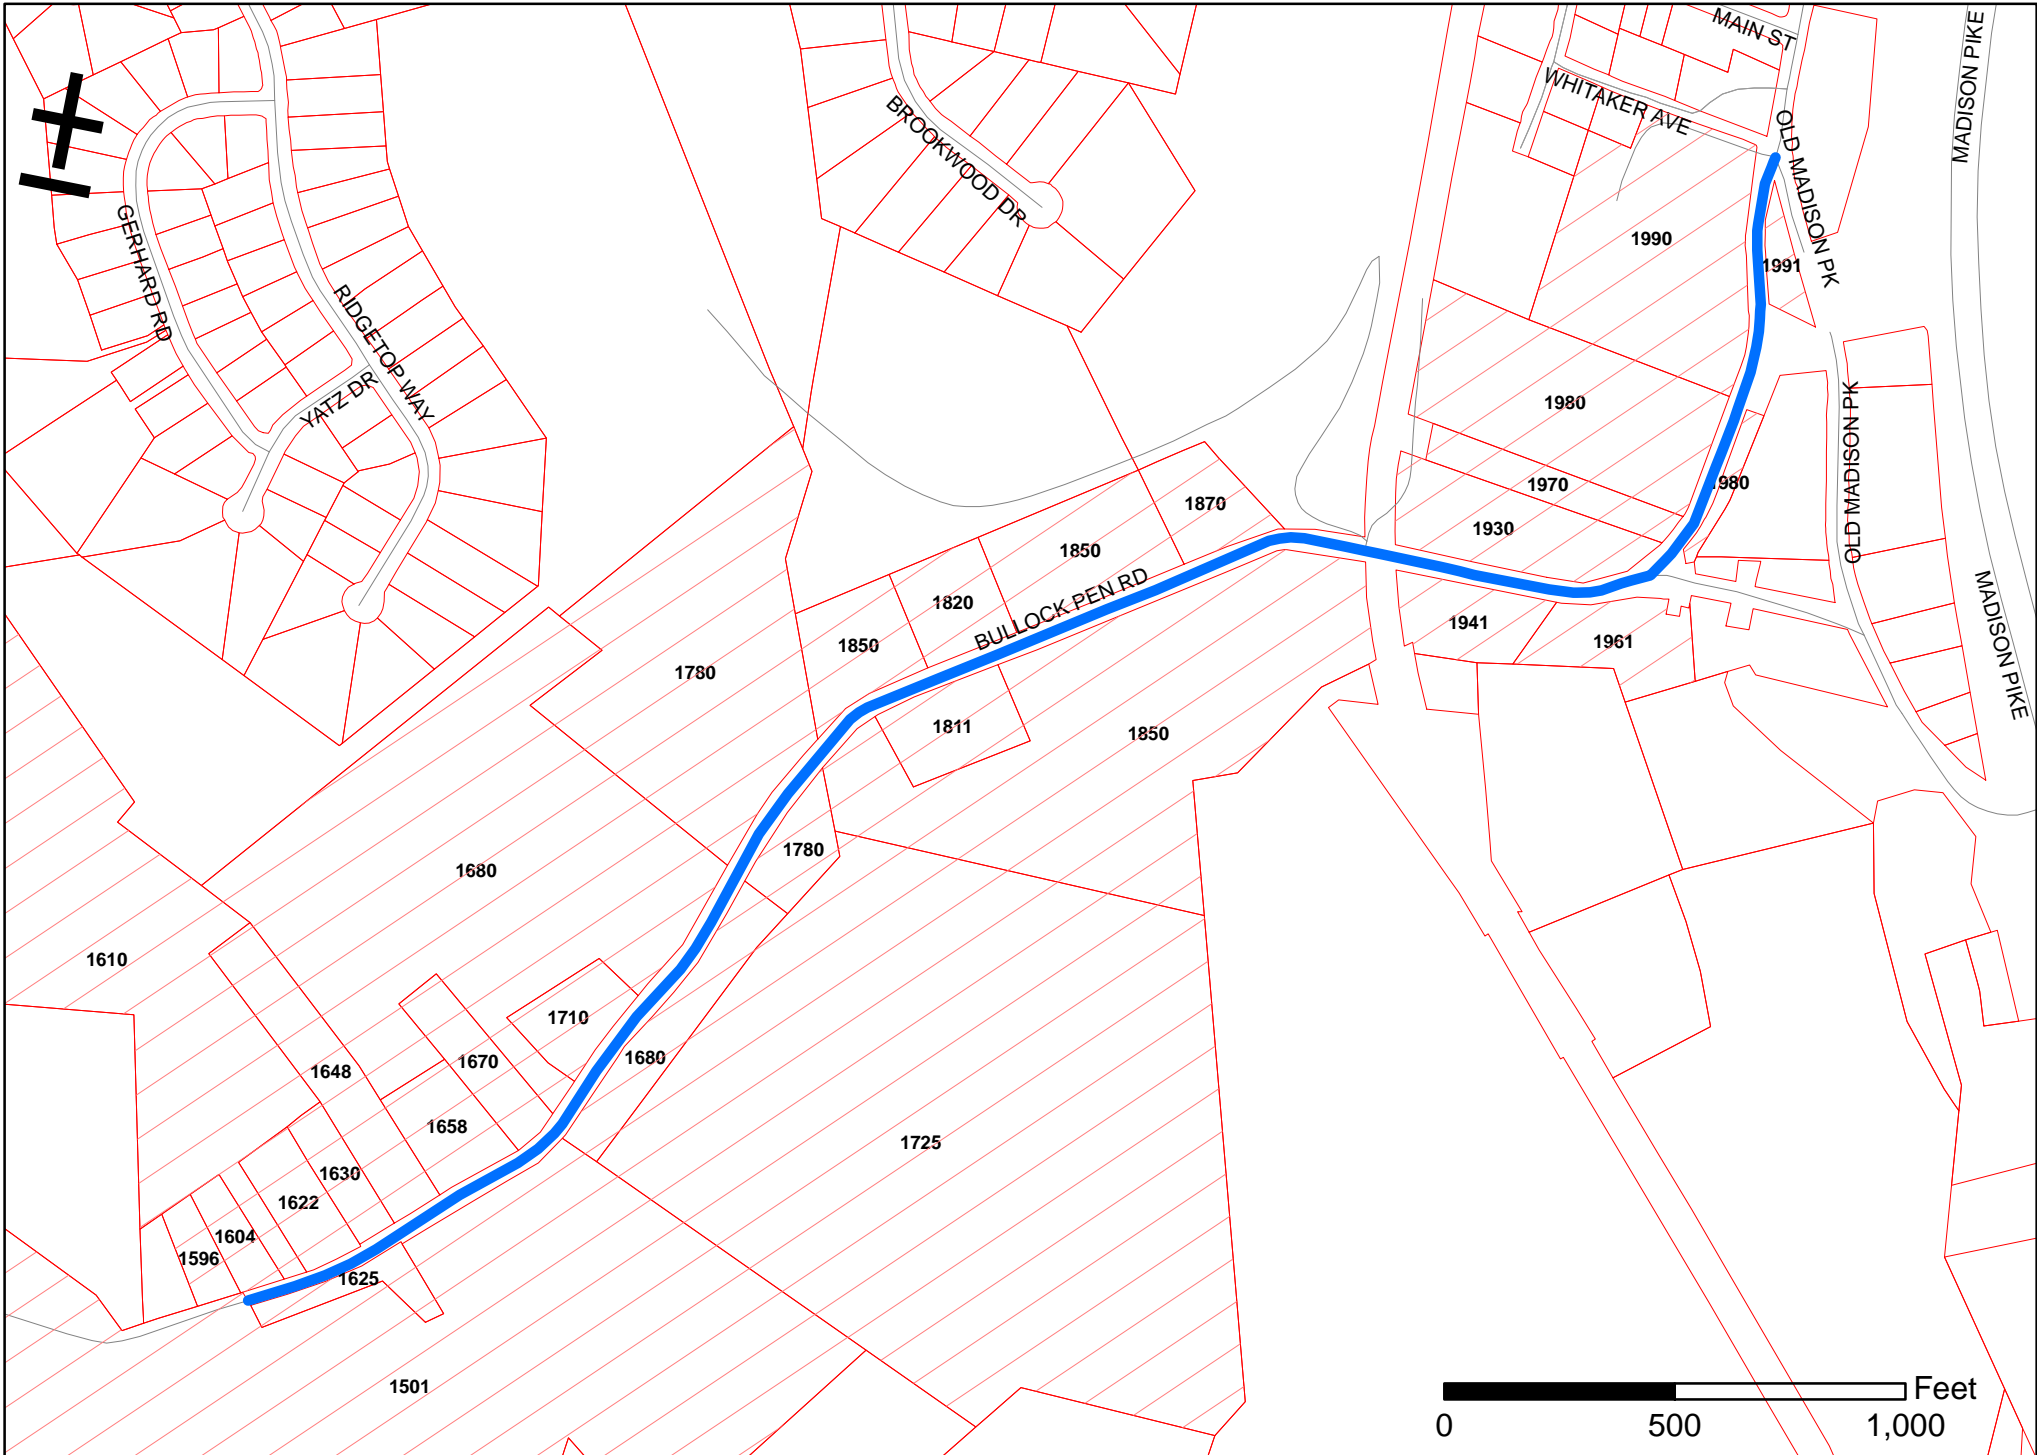 MAIN ST
MADISON PIKE
WHITAKER AVE
BROOKWOOD DR
OLD MADISON PK
GERHARD RD
1990
1991
RIDGETOP WAY
YATZ DR
1980
OLD MADISON PK
1970
1980
1870
1930
1850
1820
BULLOCK PEN RD
1941
1961
1850
1780
MADISON PIKE
1811
1850
1780
1680
1610
1710
1680
1670
1648
1658
1725
1630
1622
1604
1596
1625
1501
Feet
0 500 1,000